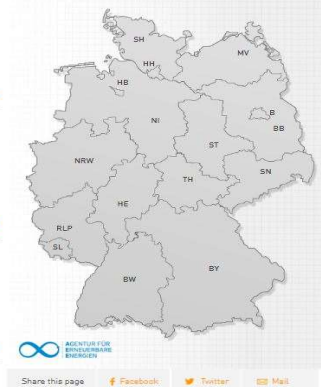 SH
HH
MV
HB
NI
B
BB
ST
NRW
SN
TH
HE
RLP
SL
BW
BY
AGENTUR FÜR
ERNEUERBARE
ENERGIEN
Share this page Facebook Twitter Mail